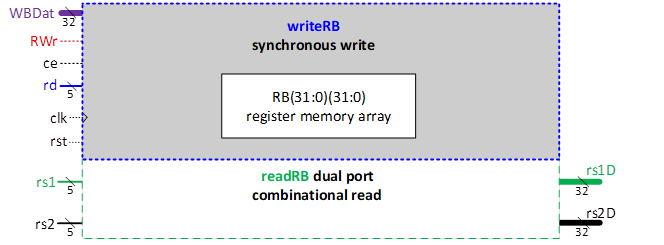 WBDat
32
RWr
ce
rd
5
clk
rst
writeRB
synchronous write
RB(31:0)(31:0)
register memory array
rs1
5
rs2
5
readRB dual port
combinational read
rs1D
32
rs2D
32